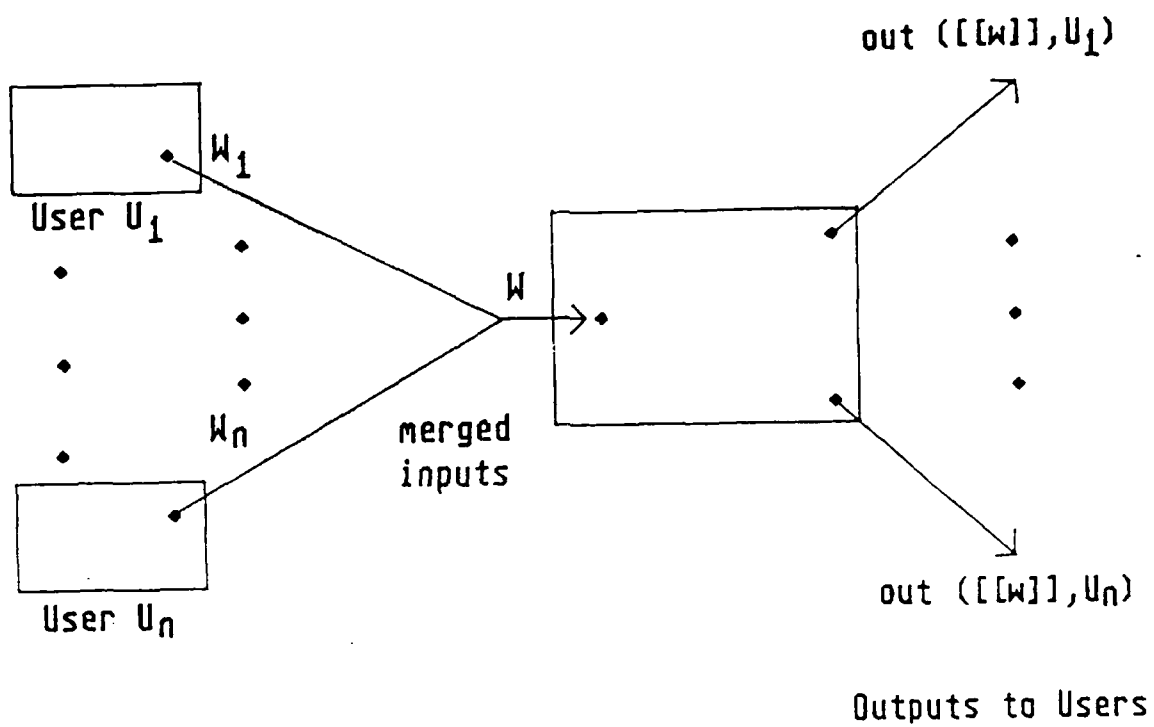 out ([[w]],U1)
W1
User U1
W
Wn
merged
inputs
User Un
out ([[w]],Un)
Outputs to Users